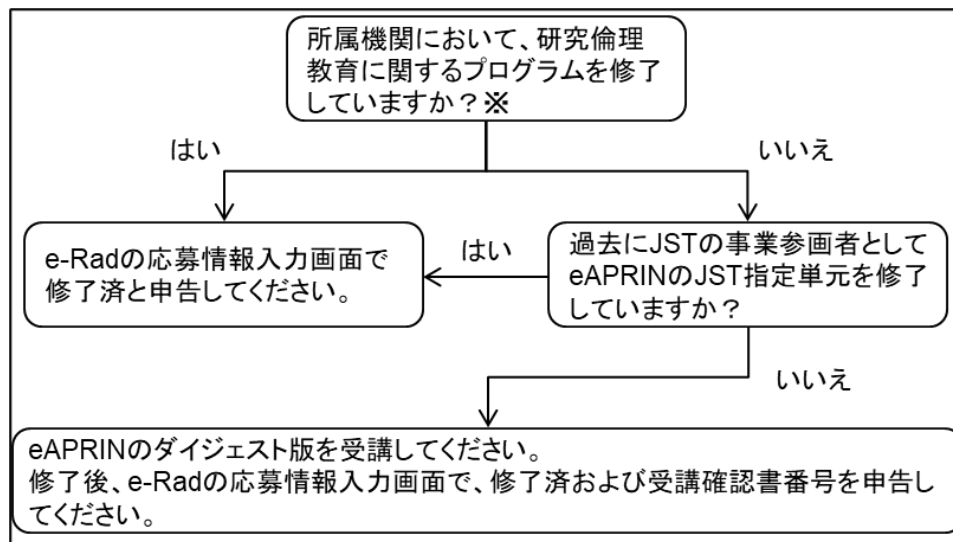 所属機関において、研究倫理
教育に関するプログラムを修了
していますか？※
はい
いいえ
e-Radの応募情報入力画面で
修了済と申告してください。
はい
過去にJSTの事業参画者として
eAPRINのJST指定単元を修了
していますか？
いいえ
eAPRINのダイジェスト版を受講してください。
修了後、e-Radの応募情報入力画面で、修了済および受講確認書番号を申告し
てください。